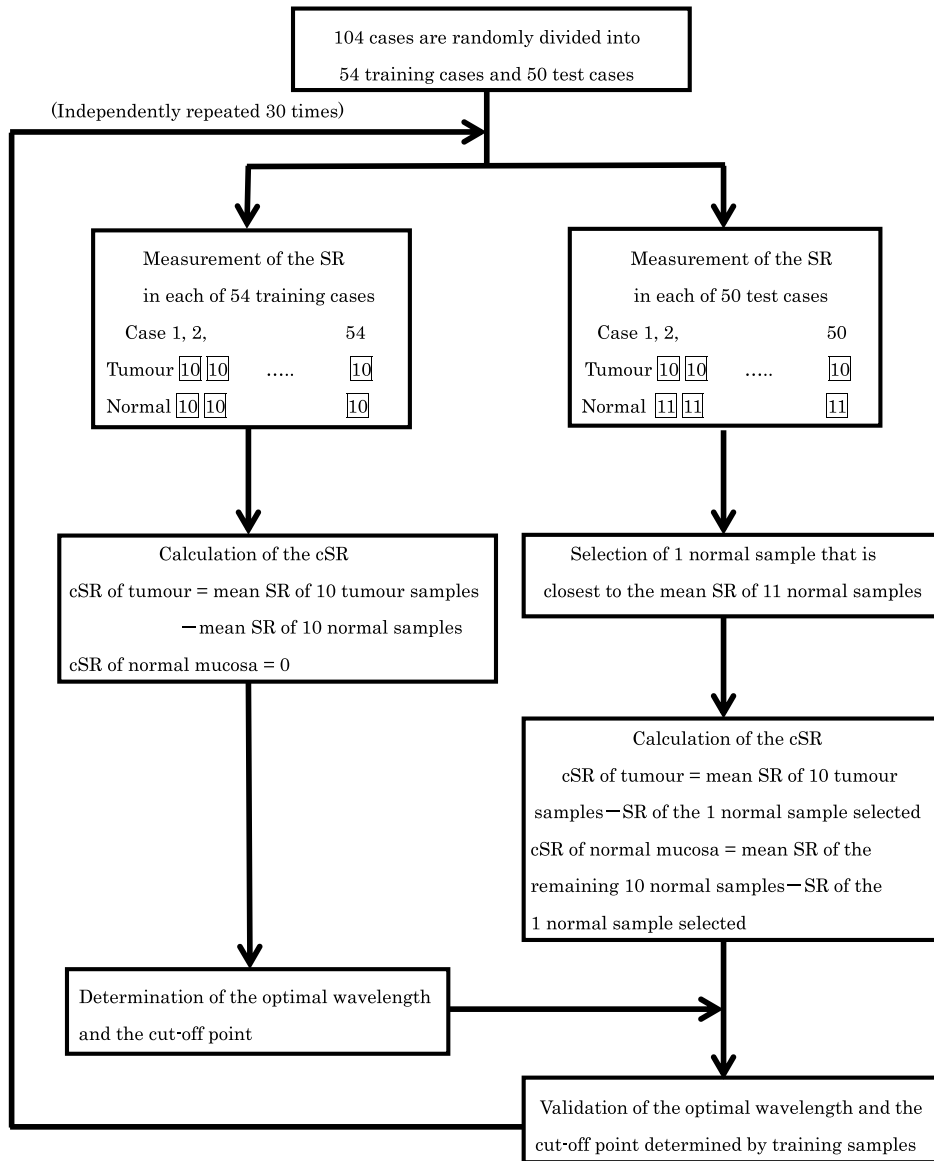 104 cases are randomly divided into
54 training cases and 50 test cases
(Independently repeated 30 times)
Measurement of the SR
in each of 54 training cases
Case 1, 2, 54
Tumour 10 10 ..... 10
Normal 10 10 10
Measurement of the SR
in each of 50 test cases
Case 1, 2, 50
Tumour 10 10 ..... 10
Normal 11 11 11
Calculation of the cSR
cSR of tumour = mean SR of 10 tumour samples
−mean SR of 10 normal samples
cSR of normal mucosa = 0
Selection of 1 normal sample that is
closest to the mean SR of 11 normal samples
Calculation of the cSR
cSR of tumour = mean SR of 10 tumour
samples−SR of the 1 normal sample selected
cSR of normal mucosa = mean SR of the
remaining 10 normal samples−SR of the
1 normal sample selected
Determination of the optimal wavelength
and the cut-off point
Validation of the optimal wavelength and the
cut-off point determined by training samples